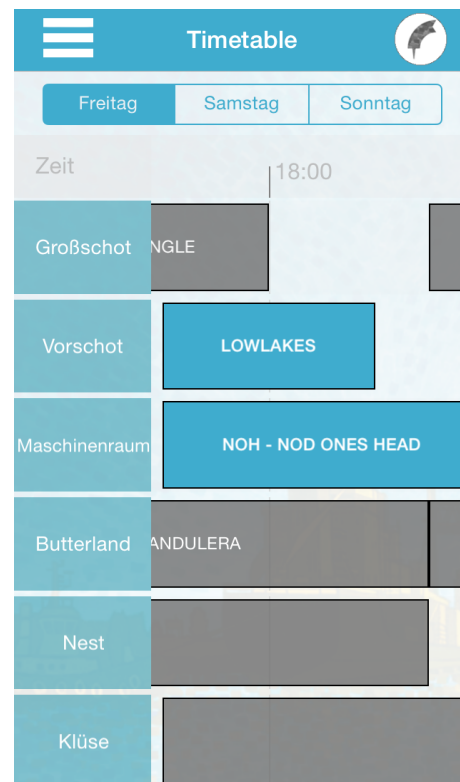 Timetable
Freitag Samstag Sonntag
Zeit 18:00
Großschot NGLE
Vorschot LOWLAKES
Maschinenraum NOH - NOD ONES HEAD
Butterland ANDULERA
Nest
Klüse